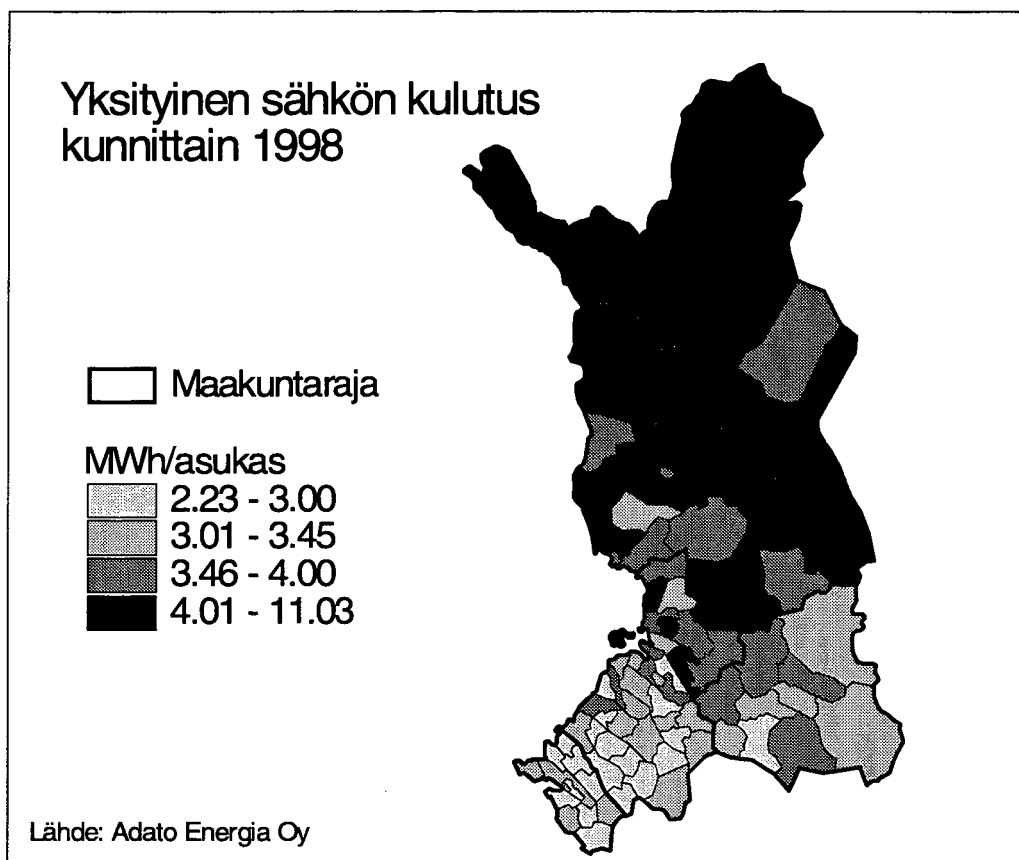 Yksityinen sähkön kulutus
kunnittain 1998
Maakuntaraja
MWh/asukas
2.23 - 3.00
3.01 - 3.45
3.46 - 4.00
4.01 - 11.03
Lähde: Adato Energia Oy